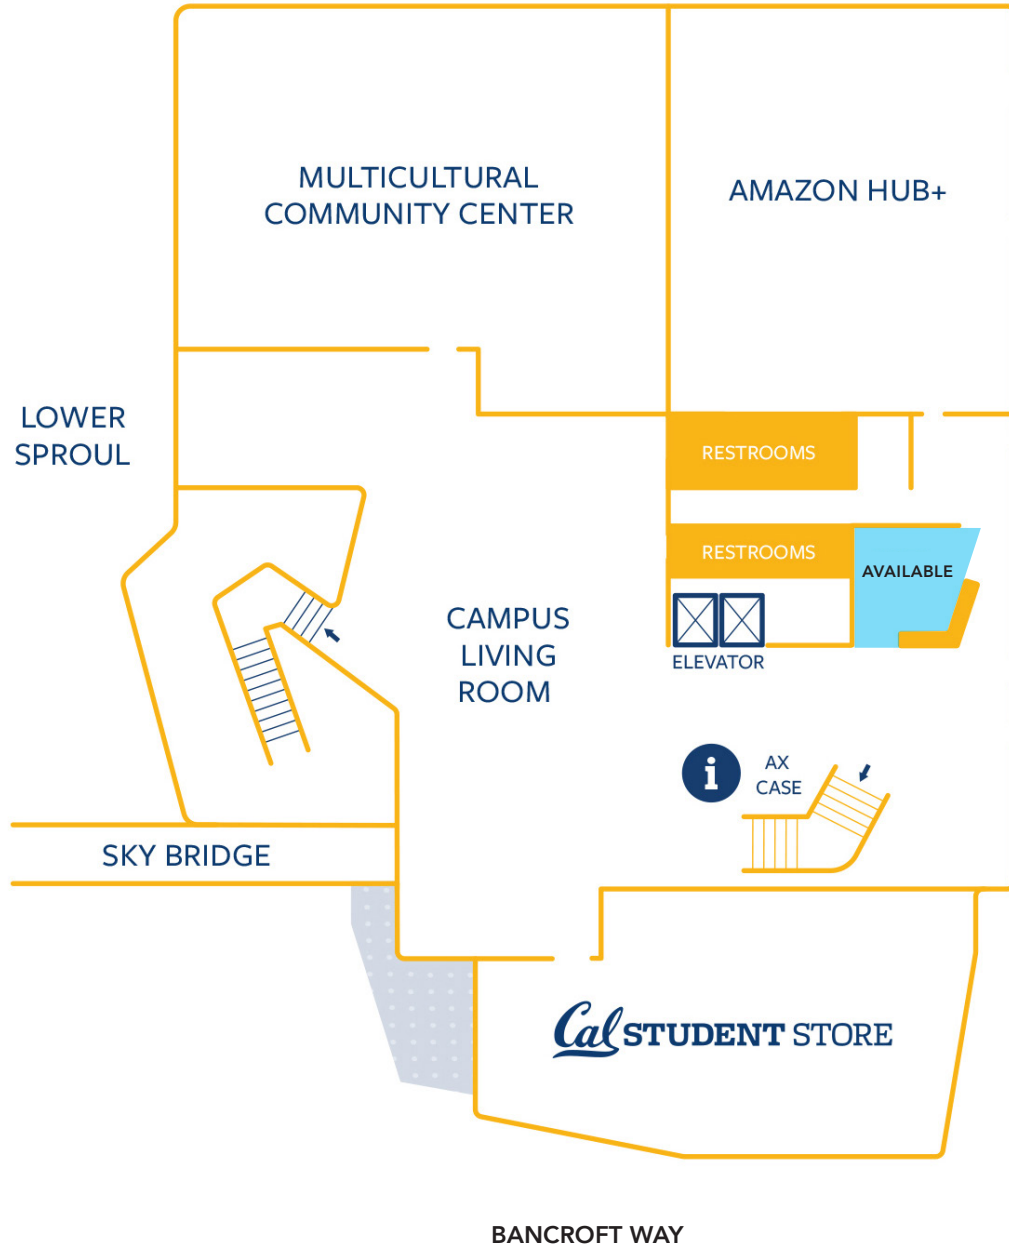 MULTICULTURAL
COMMUNITY CENTER
AMAZON HUB+
LOWER
SPROUL
RESTROOMS
RESTROOMS
AVAILABLE
CAMPUS
LIVING
ROOM
ELEVATOR
i
AX
CASE
SKY BRIDGE
Cal STUDENT STORE
BANCROFT WAY